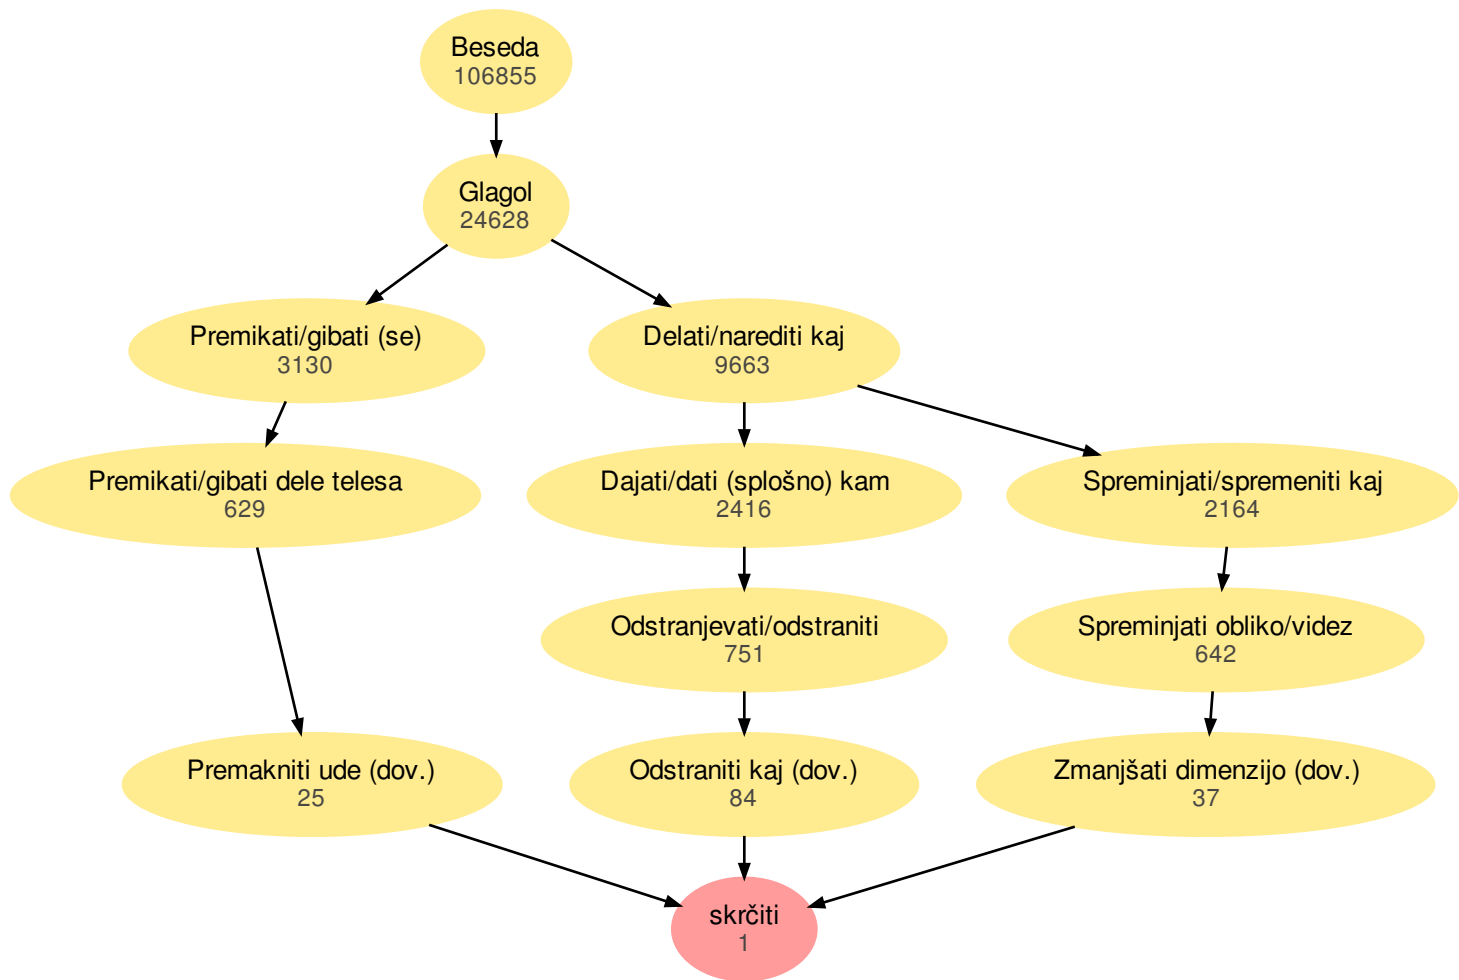 Beseda
106855
Glagol
24628
Premikati/gibati (se)
3130
Delati/narediti kaj
9663
Premikati/gibati dele telesa
629
Dajati/dati (splošno) kam
2416
Spreminjati/spremeniti kaj
2164
Odstranjevati/odstraniti
751
Spreminjati obliko/videz
642
Premakniti ude (dov.)
25
Odstraniti kaj (dov.)
84
Zmanjšati dimenzijo (dov.)
37
skrčiti
1